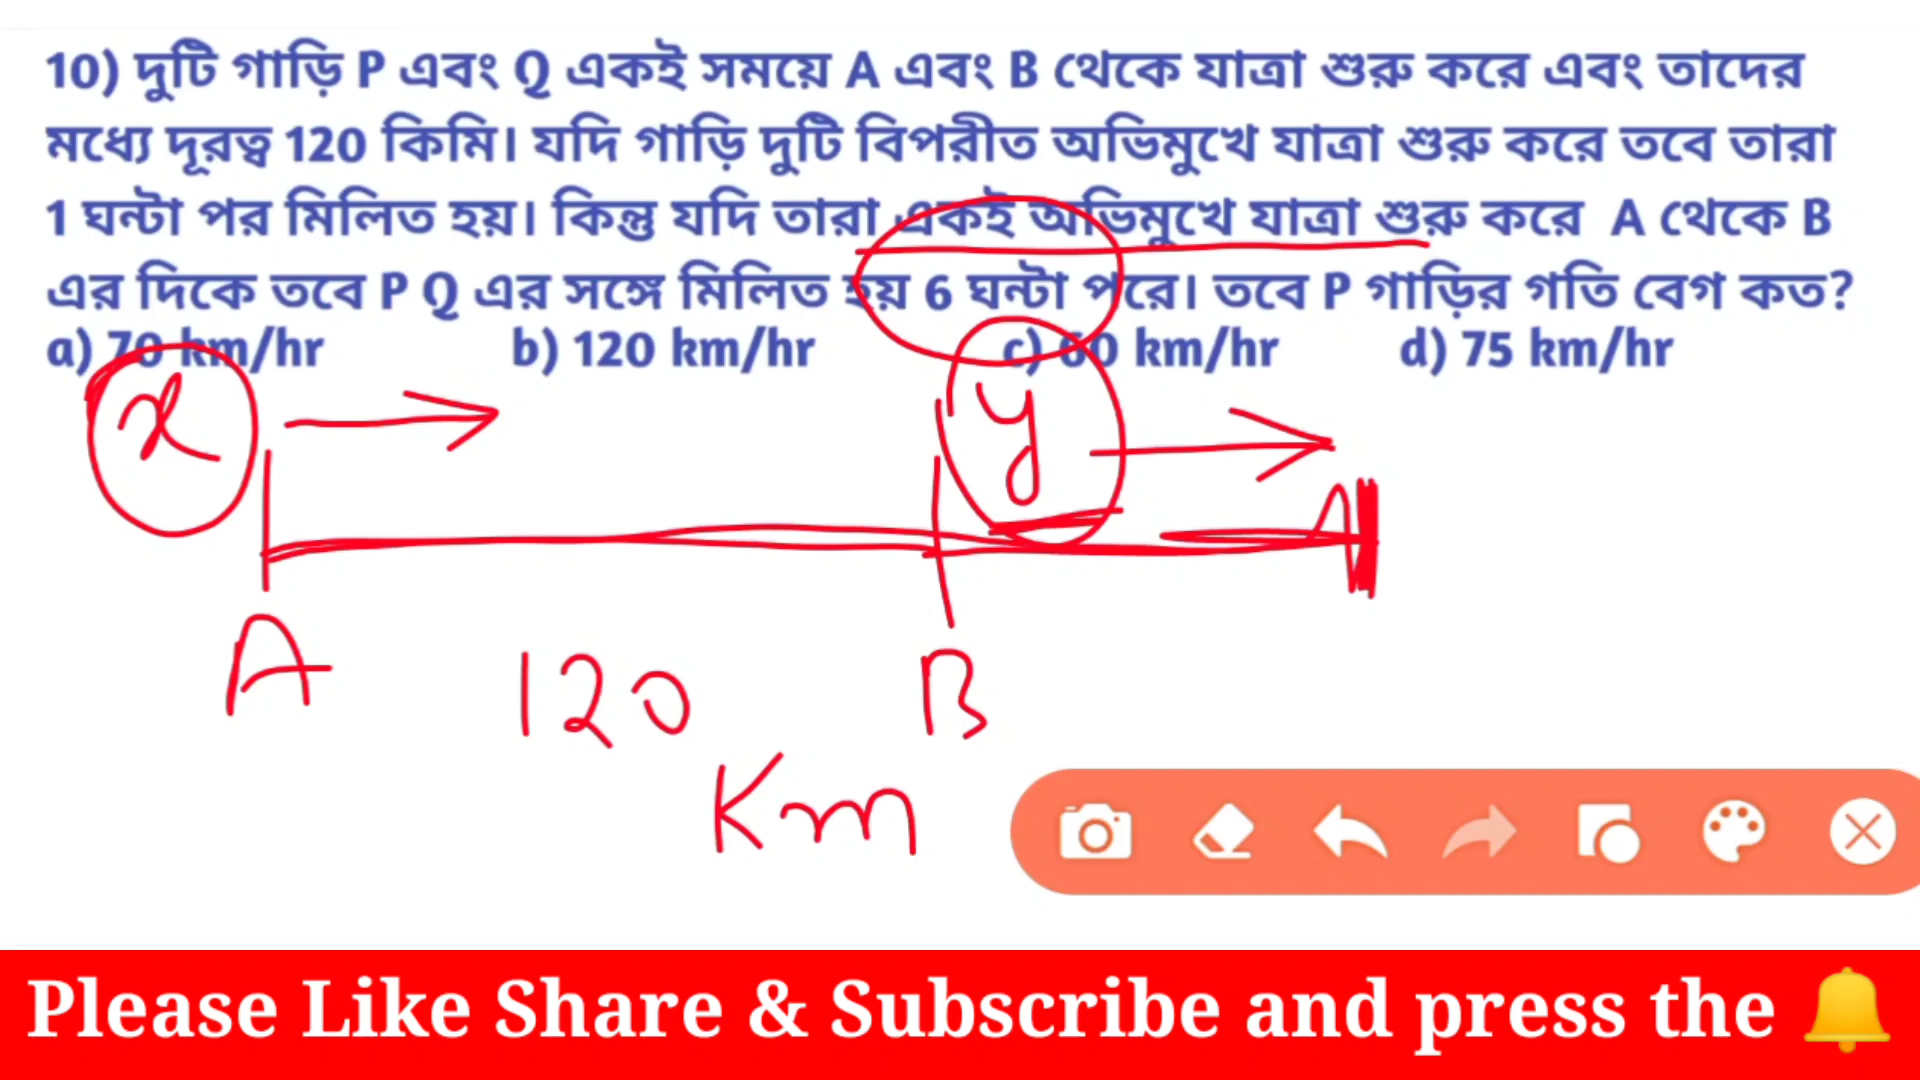 10) দুটি গাড়ি P এবং Q একই সময়ে A এবং B থেকে যাত্রা শুরু করে এবং তাদের
মধ্যে দূরত্ব 120 কিমি। যদি গাড়ি দুটি বিপরীত অভিমুখে যাত্রা শুরু করে তবে তারা
1 ঘন্টা পর মিলিত হয়। কিন্তু যদি তারা একই অভিমুখে যাত্রা শুরু করে A থেকে B
এর দিকে তবে P Q এর সঙ্গে মিলিত হয় 6 ঘন্টা পরে। তবে P গাড়ির গতি বেগ কত?
a) 70 km/hr b) 120 km/hr c) 60 km/hr d) 75 km/hr
x y
A 120 B
Km
Please Like Share & Subscribe and press the